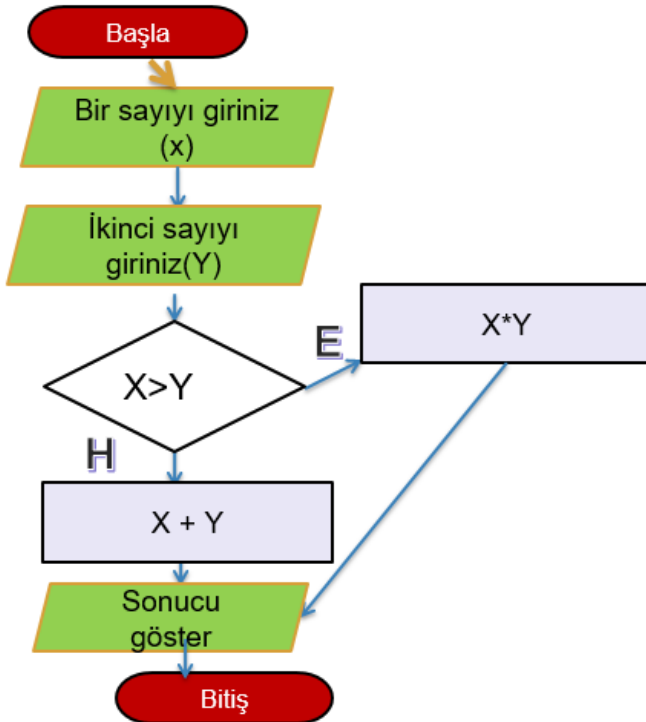 Başla
Bir sayıyı giriniz
(x)
İkinci sayıyı
giriniz(Y)
E
X*Y
X>Y
H
X + Y
Sonucu
göster
Bitiş